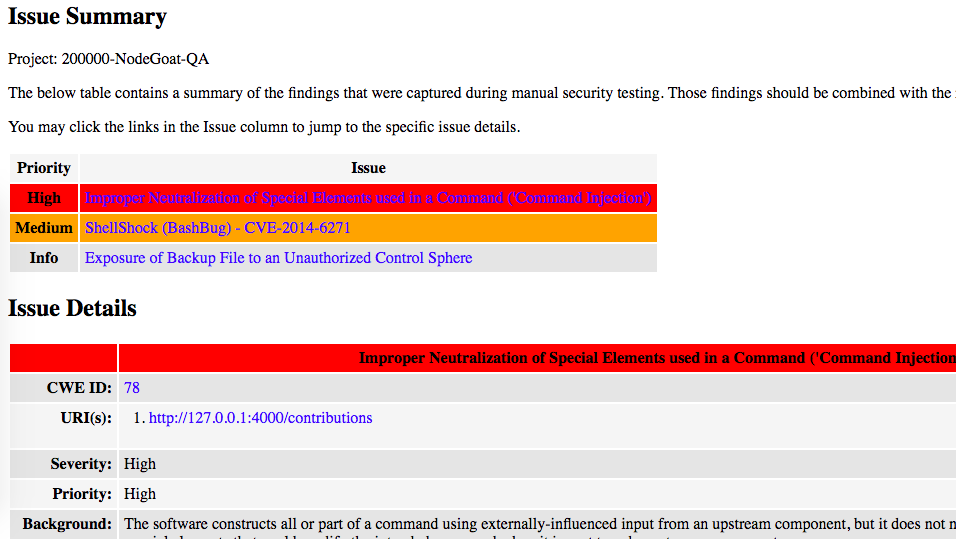 Issue Summary
Project: 200000-NodeGoat-QA
The below table contains a summary of the findings that were captured during manual security testing. Those findings should be combined with the
You may click the links in the Issue column to jump to the specific issue details.
Priority Issue
High Improper Neutralization of Special Elements used in a Command ('Command Injection')
Medium ShellShock (BashBug) - CVE-2014-6271
Info Exposure of Backup File to an Unauthorized Control Sphere
Issue Details
Improper Neutralization of Special Elements used in a Command ('Command Injection
CWE ID: 78
URI(s): 1. http://127.0.0.1:4000/contributions
Severity: High
Priority: High
Background: The software constructs all or part of a command using externally-influenced input from an upstream component, but it does not